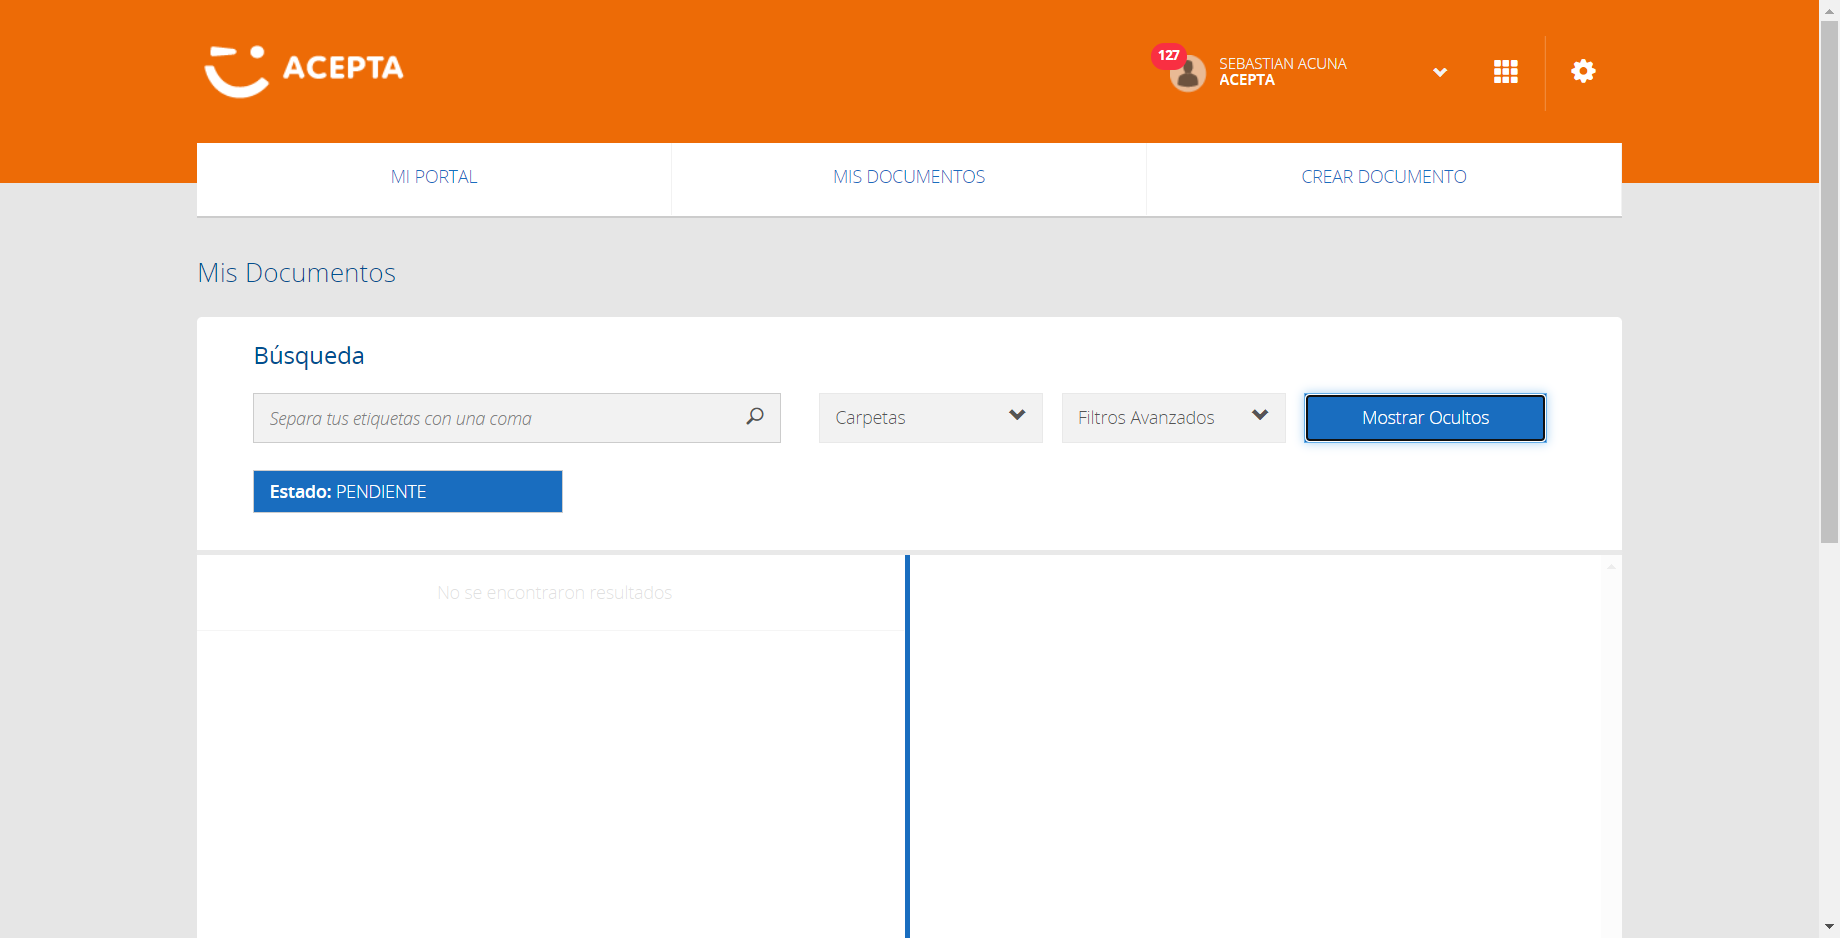 ACEPTA
127
SEBASTIAN ACUNA
ACEPTA
MI PORTAL
MIS DOCUMENTOS
CREAR DOCUMENTO
Mis Documentos
Búsqueda
Separa tus etiquetas con una coma
Carpetas
Filtros Avanzados
Mostrar Ocultos
Estado: PENDIENTE
No se encontraron resultados